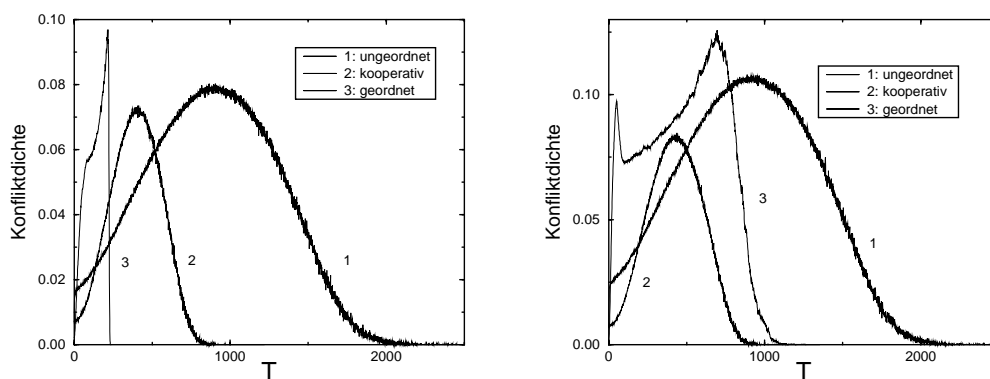 0.10
0.08
0.06
0.04
0.02
0.00
Konfliktdichte
1: ungeordnet
2: kooperativ
3: geordnet
3
2
1
0
1000
2000
T
0.10
0.05
0.00
Konfliktdichte
1: ungeordnet
2: kooperativ
3: geordnet
3
1
2
0
1000
2000
T